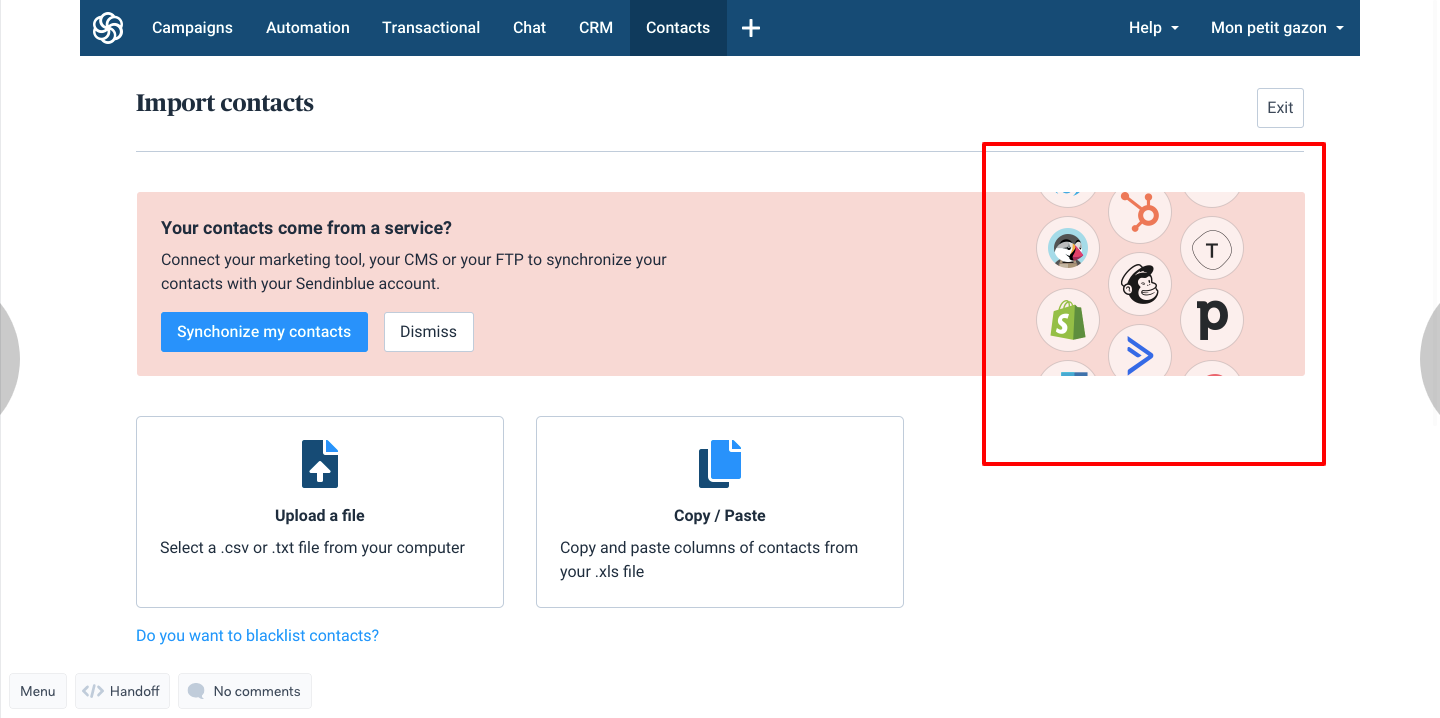 Campaigns Automation Transactional Chat CRM Contacts Help Mon petit gazon
Import contacts
Exit
Your contacts come from a service?
Connect your marketing tool, your CMS or your FTP to synchronize your
contacts with your Sendinblue account.
Synchonize my contacts Dismiss
T
p
S
Upload a file
Select a .csv or .txt file from your computer
Copy / Paste
Copy and paste columns of contacts from
your .xls file
Do you want to blacklist contacts?
Menu </> Handoff No comments